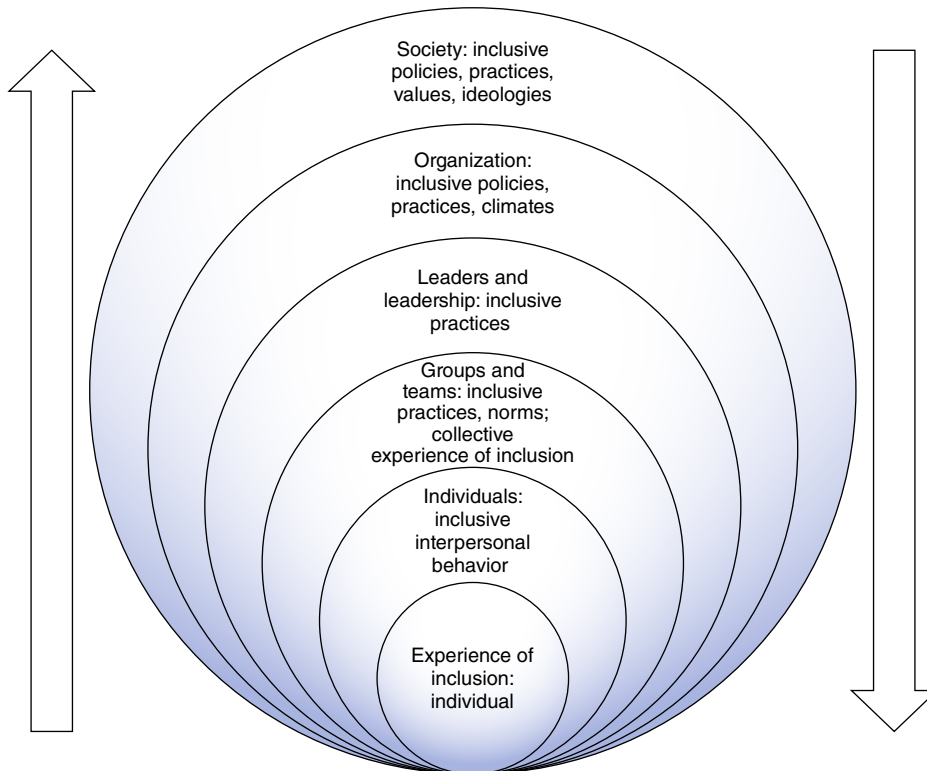 Society: inclusive
policies, practices,
values, ideologies
Organization:
inclusive policies,
practices, climates
Leaders and
leadership: inclusive
practices
Groups and
teams: inclusive
practices, norms;
collective
experience of inclusion
Individuals:
inclusive
interpersonal
behavior
Experience of
inclusion:
individual